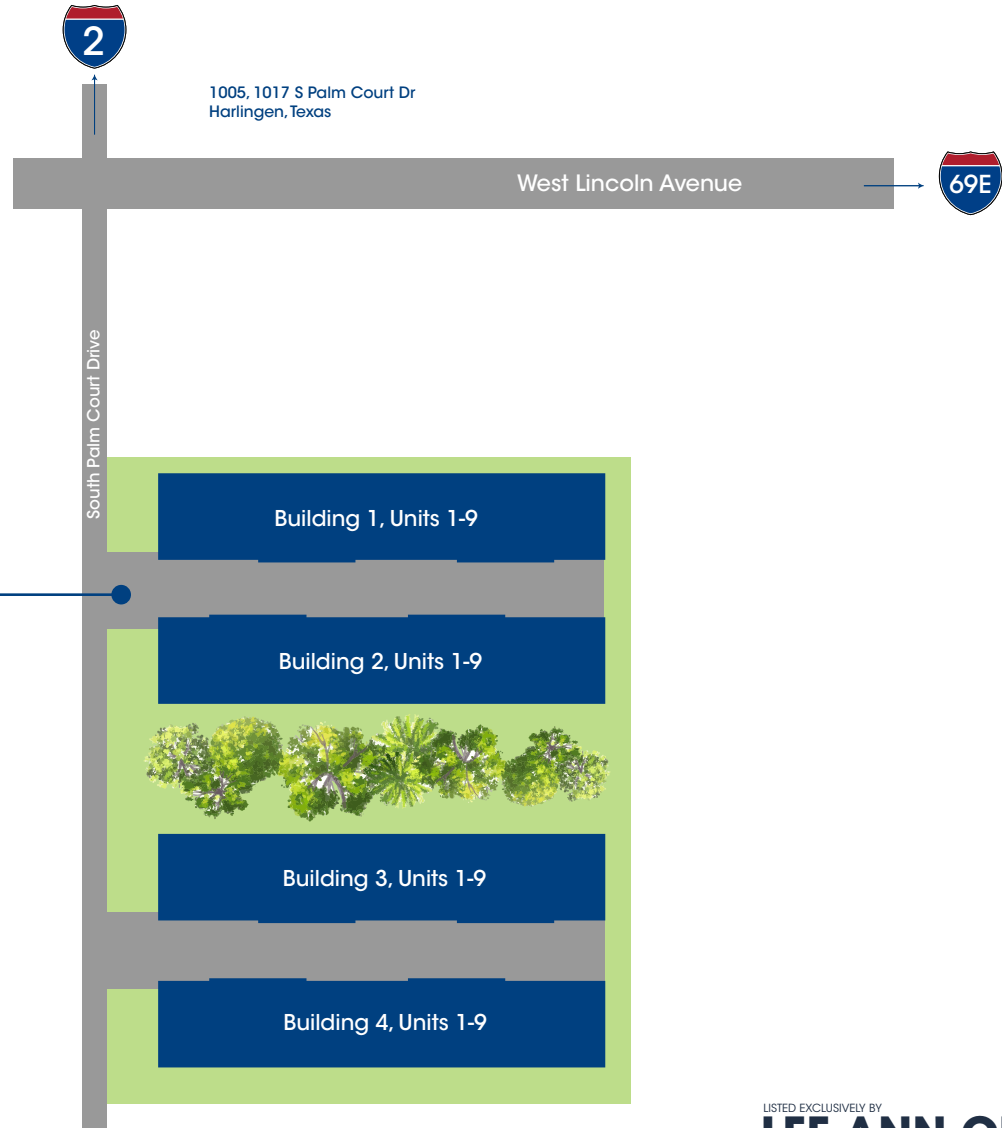 2
1005, 1017 S Palm Court Dr
Harlingen, Texas
West Lincoln Avenue
69E
South Palm Court Drive
Building 1, Units 1-9
Building 2, Units 1-9
Building 3, Units 1-9
Building 4, Units 1-9
LISTED EXCLUSIVELY BY
LEE ANN